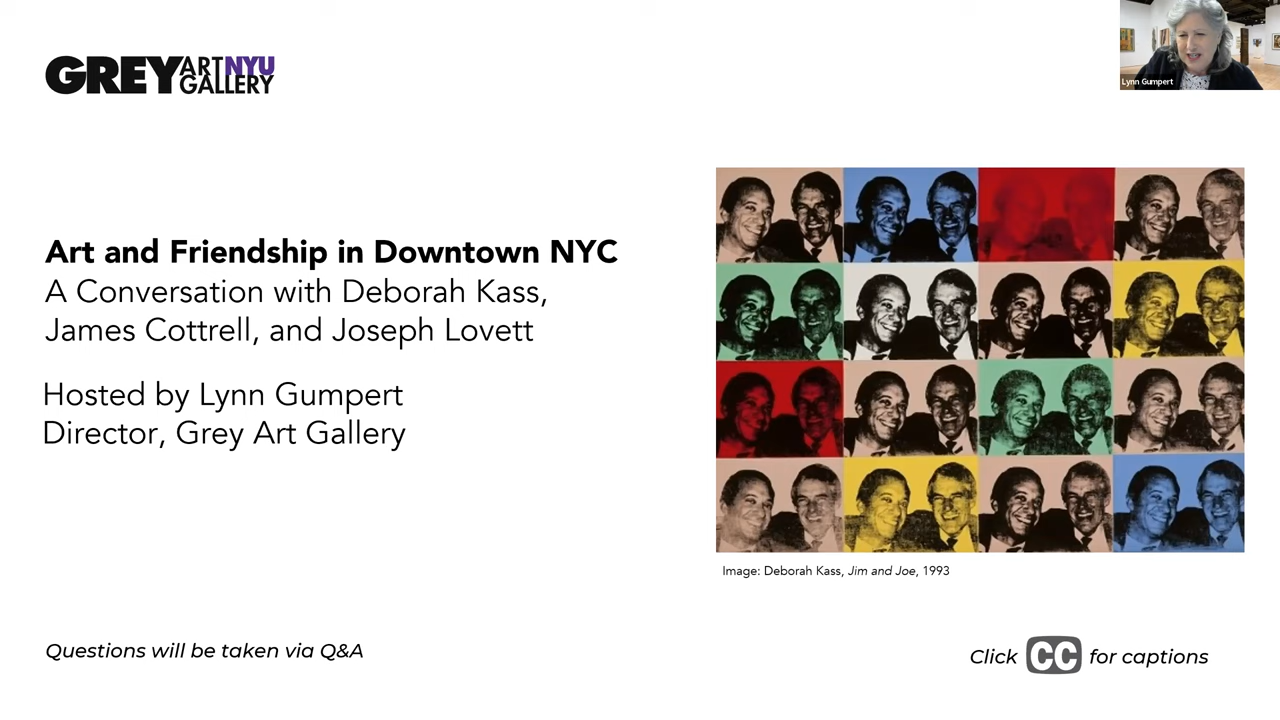 GREY ART NYU
GALLERY
Lynn Gumpert
Art and Friendship in Downtown NYC
A Conversation with Deborah Kass,
James Cottrell, and Joseph Lovett
Hosted by Lynn Gumpert
Director, Grey Art Gallery
Image: Deborah Kass, Jim and Joe, 1993
Questions will be taken via Q&A
Click CC for captions